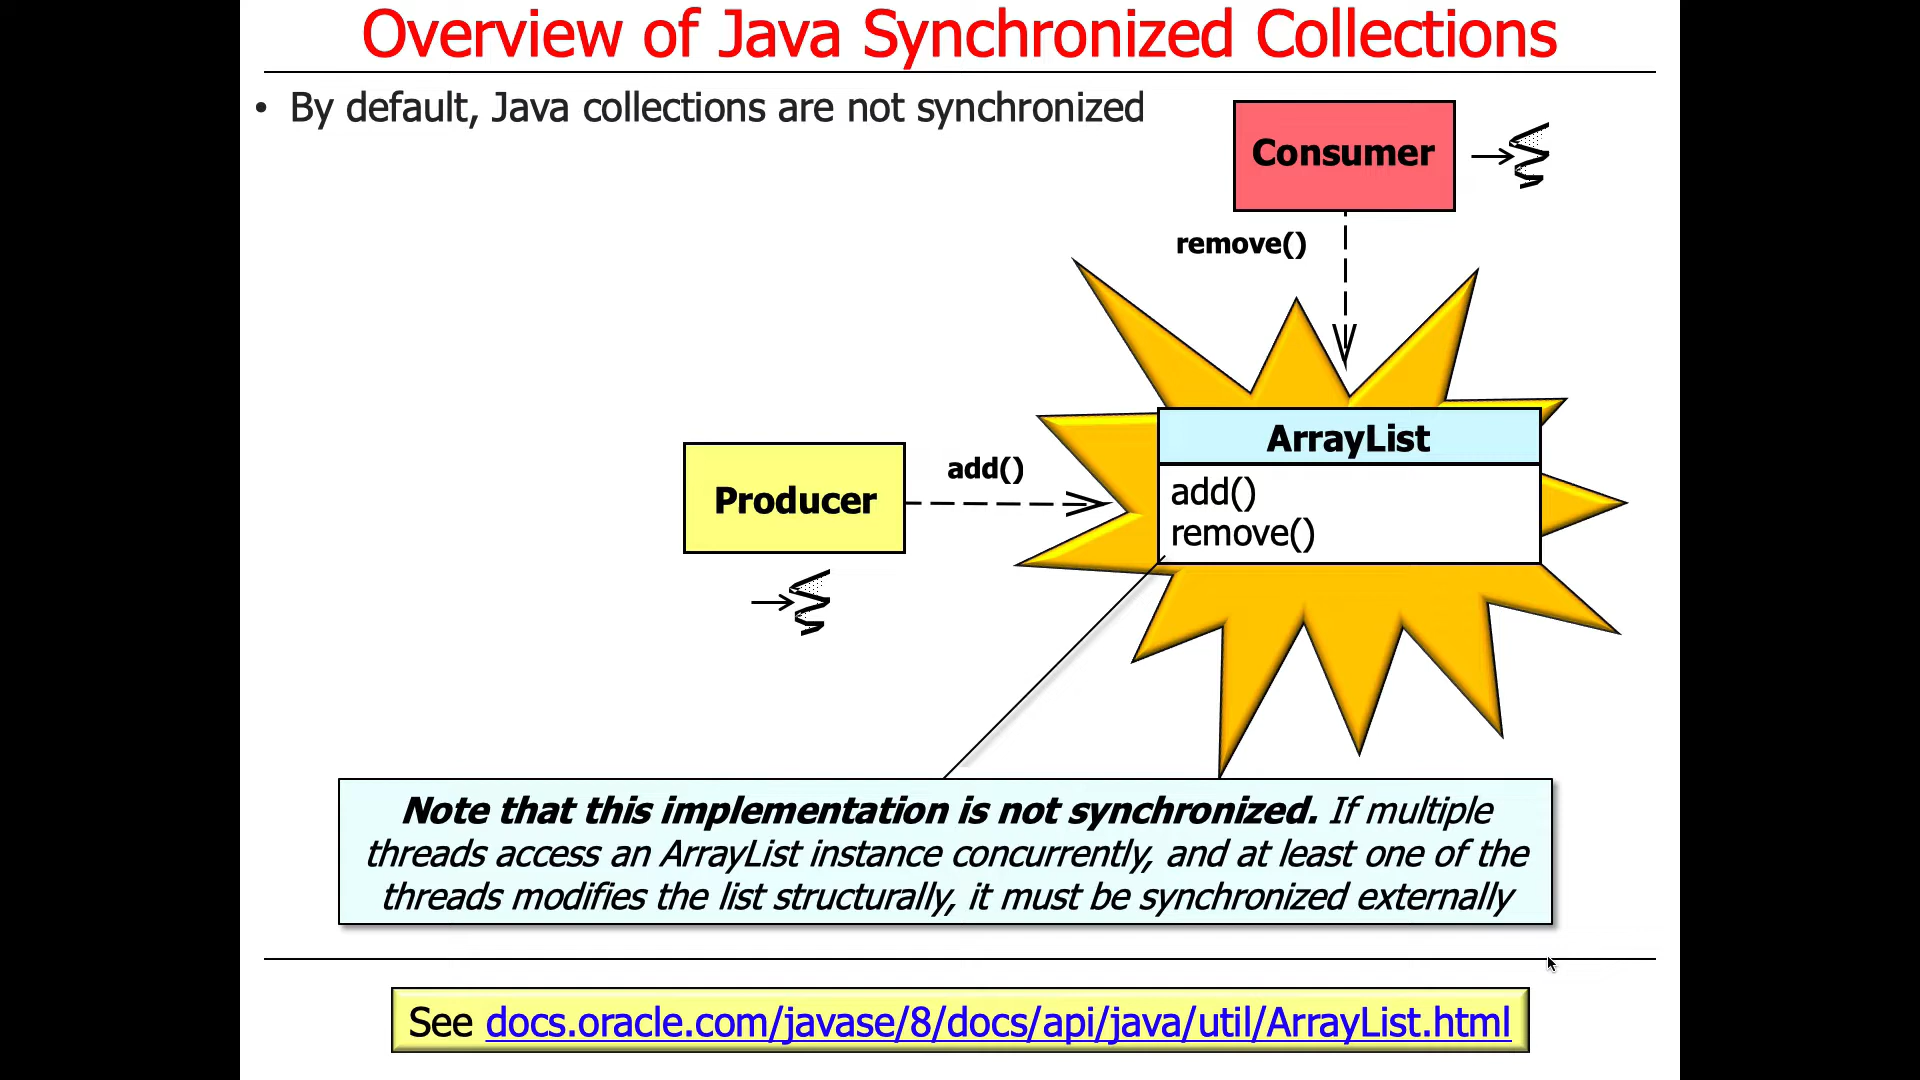 Overview of Java Synchronized Collections
• By default, Java collections are not synchronized
Consumer
remove()
ArrayList
add()
remove()
Producer
add()
Note that this implementation is not synchronized. If multiple
threads access an ArrayList instance concurrently, and at least one of the
threads modifies the list structurally, it must be synchronized externally
See docs.oracle.com/javase/8/docs/api/java/util/ArrayList.html